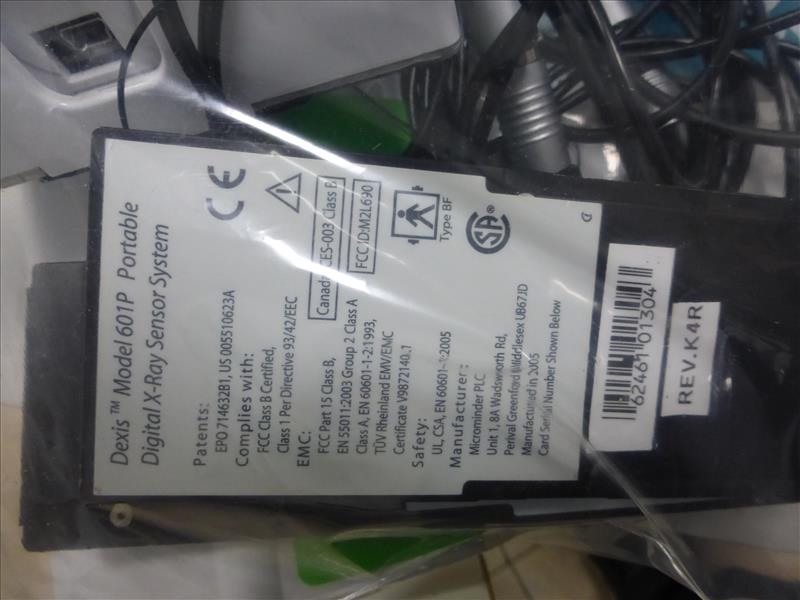 Dexis™ Model 601P Portable
Digital X-Ray Sensor System
Patents:
EPO 714632B1, US 005510623A
Complies with:
FCC Class B Certified,
Class 1 Per Directive 93/42/EEC
EMC:
FCC Part 15 Class B,
EN 55011:2003 Group 2 Class A
Class A, EN 60601-1-2:1993,
TÜV Rheinland EMV/EMC
Certificate V9872140.1
Safety:
UL, CSA, EN 60601-1:2005
Manufacturer:
Microminder PLC
Unit 1, 8A Wadsworth Rd,
Perival Greenford Middlesex UB67JD
Manufactured in 2005
Card Serial Number Shown Below
CE
Canada ICES-003 Class B
FCC ID:M2L690
Type BF
SA®
D
62461 01304
REV.K4R